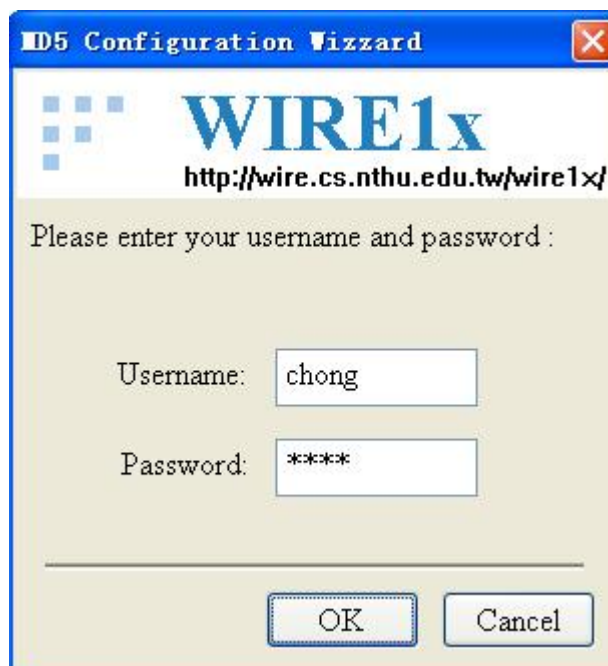 MD5 Configuration Wizzard
WIRE1x
http://wire.cs.nthu.edu.tw/wire1x/
Please enter your username and password :
Username: chong
Password: ****
OK Cancel